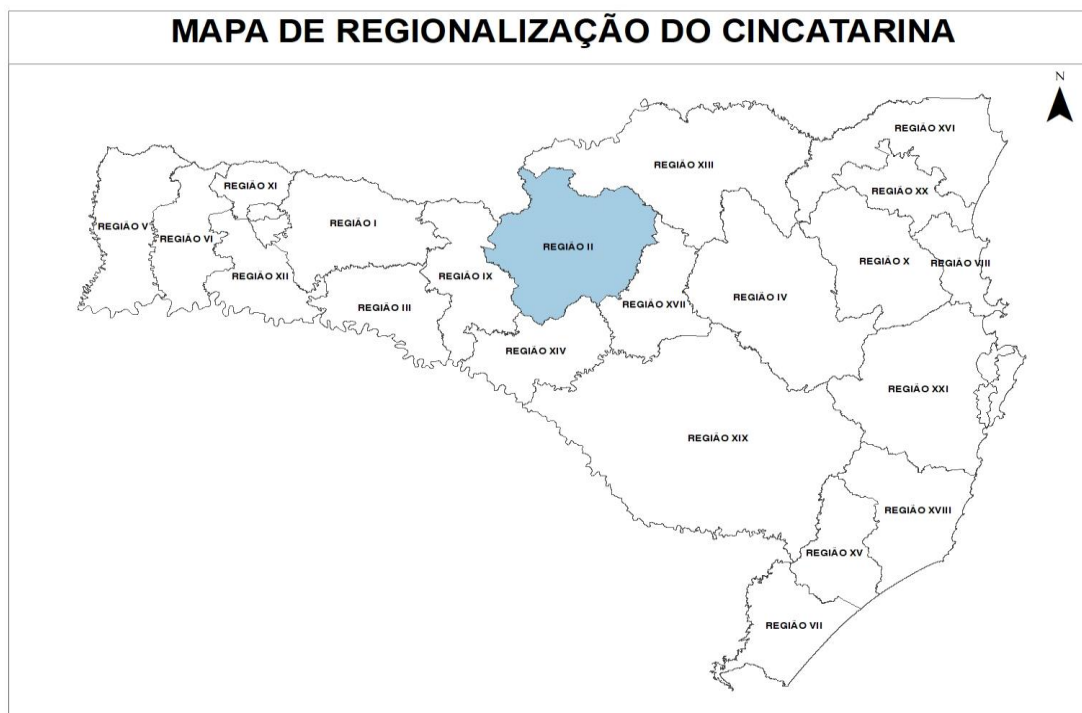 MAPA DE REGIONALIZAÇÃO DO CINCATARINA
N
REGIÃO XVI
REGIÃO XIII
REGIÃO XI
REGIÃO XX
REGIÃO I
REGIÃO V
REGIÃO VI
REGIÃO II
REGIÃO X
REGIÃO VIII
REGIÃO XII
REGIÃO IX
REGIÃO IV
REGIÃO III
REGIÃO XVII
REGIÃO XIV
REGIÃO XXI
REGIÃO XIX
REGIÃO XVIII
REGIÃO XV
REGIÃO VII